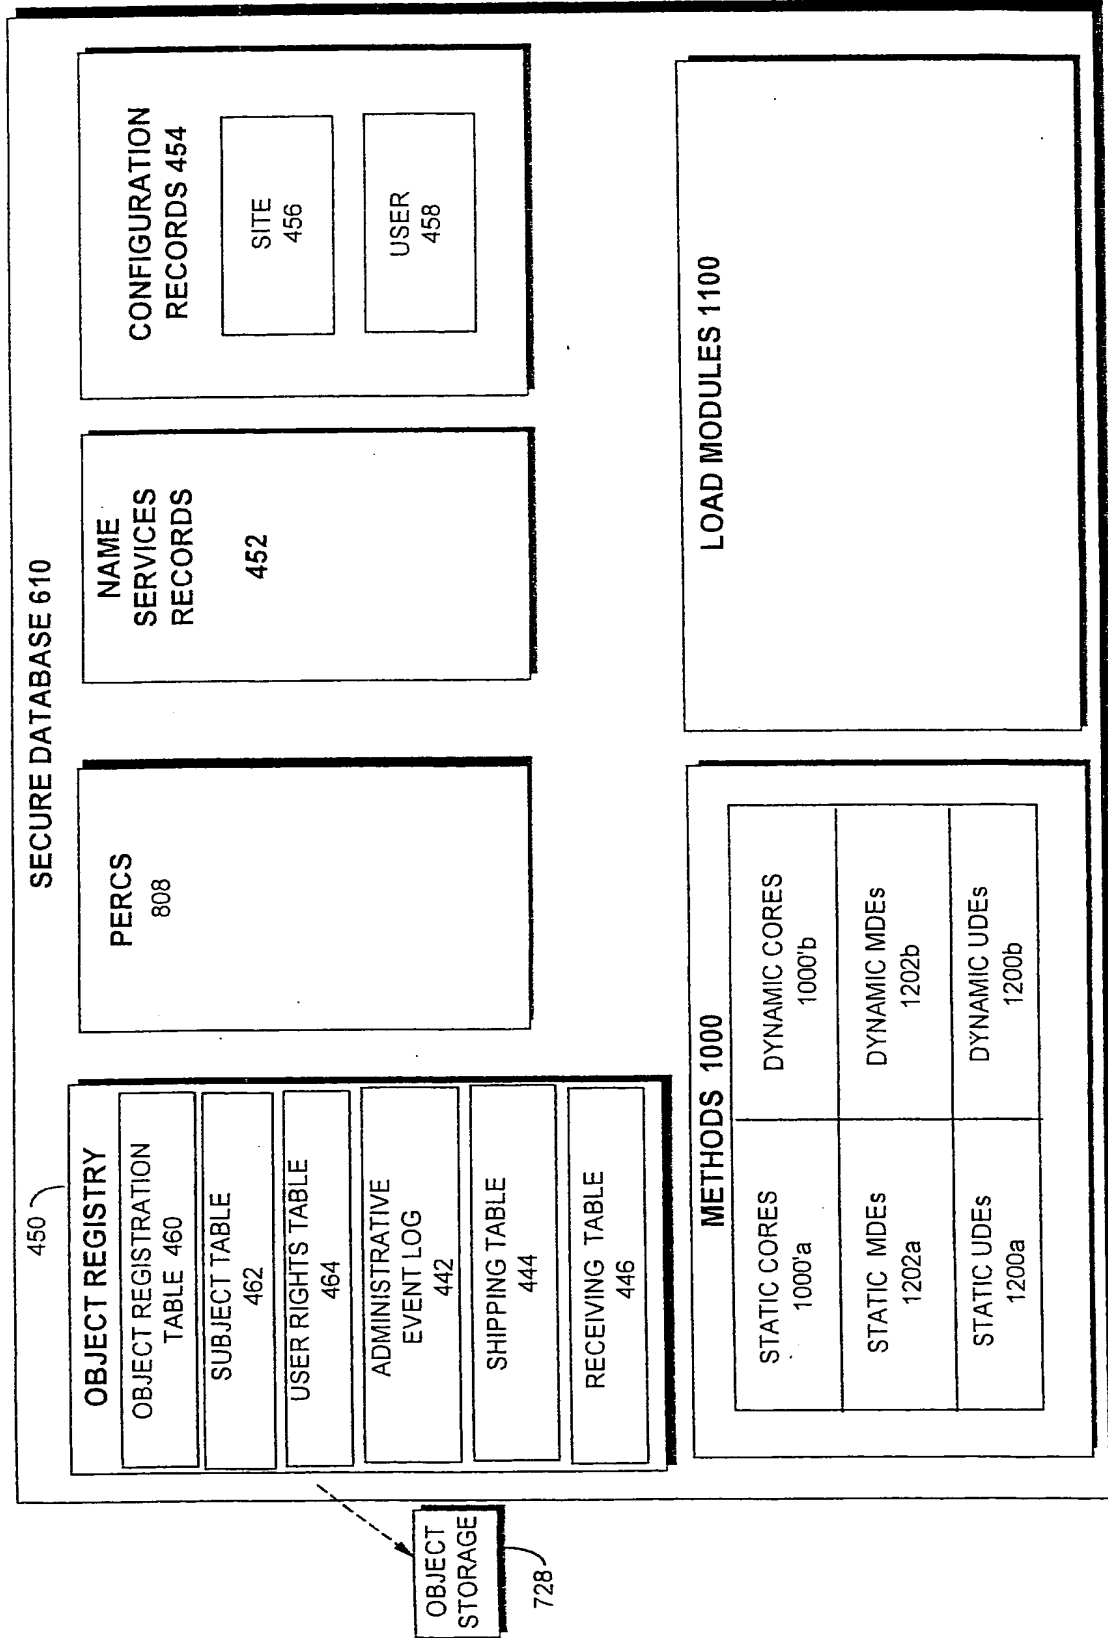 SECURE DATABASE 610
450
OBJECT REGISTRY
OBJECT REGISTRATION
TABLE 460
SUBJECT TABLE
462
USER RIGHTS TABLE
464
ADMINISTRATIVE
EVENT LOG
442
SHIPPING TABLE
444
RECEIVING TABLE
446
PERCS
808
NAME
SERVICES
RECORDS
452
CONFIGURATION
RECORDS 454
SITE
456
USER
458
OBJECT
STORAGE
728
METHODS 1000
STATIC CORES
1000'a
DYNAMIC CORES
1000'b
STATIC MDEs
1202a
DYNAMIC MDEs
1202b
STATIC UDEs
1200a
DYNAMIC UDEs
1200b
LOAD MODULES 1100